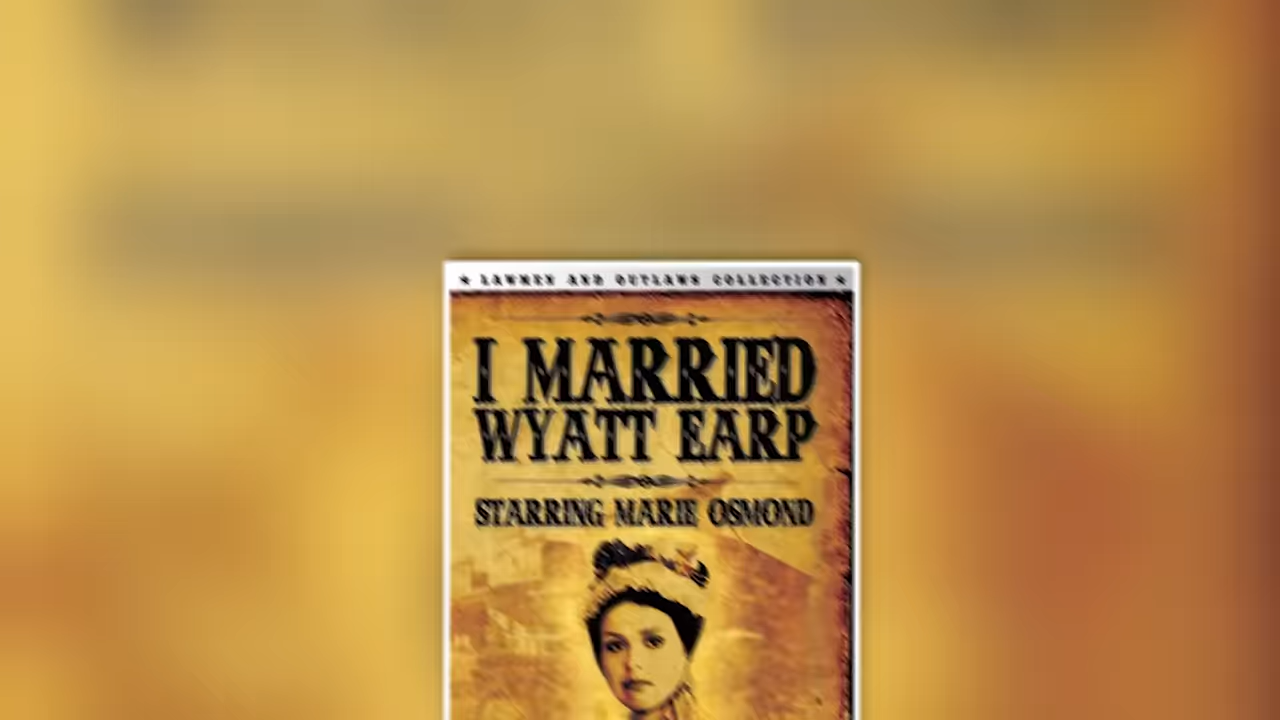 ★ LAWMEN AND OUTLAWS COLLECTION ★
I MARRIED
WYATT EARP
STARRING MARIE OSMOND